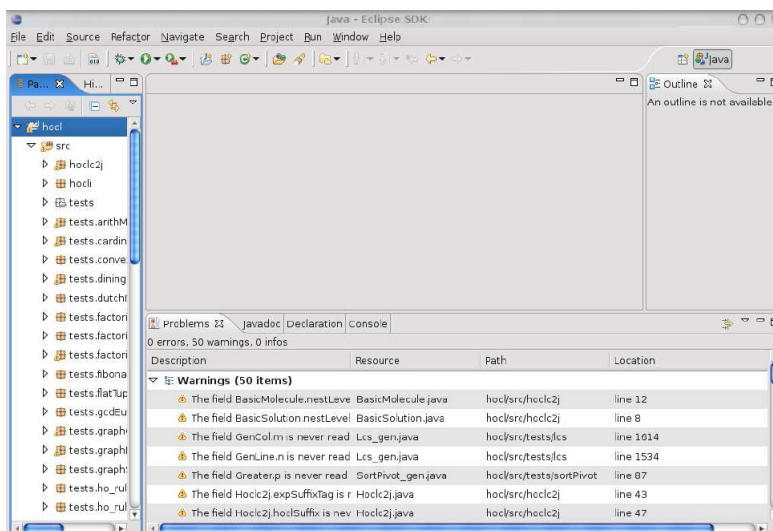 Java - Eclipse SDK
File Edit Source Refactor Navigate Search Project Run Window Help
Java
Pa... Hi...
Outline
An outline is not available
hocl
src
hoclc2j
hocli
tests
tests.arithM
tests.cardin
tests.conve
tests.dining
tests.dutchf
tests.factori
tests.factori
tests.factori
tests.fibona
tests.flatTup
tests.gcdEu
tests.graph
tests.graph
tests.graph
tests.ho_rul
tests.ho_rul
Problems Javadoc Declaration Console
0 errors, 50 warnings, 0 infos
Description Resource Path Location
Warnings (50 items)
The field BasicMolecule.nestLeve BasicMolecule.java hocl/src/hoclc2j line 12
The field BasicSolution.nestLevel BasicSolution.java hocl/src/hoclc2j line 8
The field GenCol.m is never read Lcs_gen.java hocl/src/tests/lcs line 1614
The field GenLine.n is never read Lcs_gen.java hocl/src/tests/lcs line 1534
The field Greater.p is never read SortPivot_gen.java hocl/src/tests/sortPivot line 87
The field Hoclc2j.expSuffixTag is r Hoclc2j.java hocl/src/hoclc2j line 43
The field Hoclc2j.hoclSuffix is nev Hoclc2j.java hocl/src/hoclc2j line 47